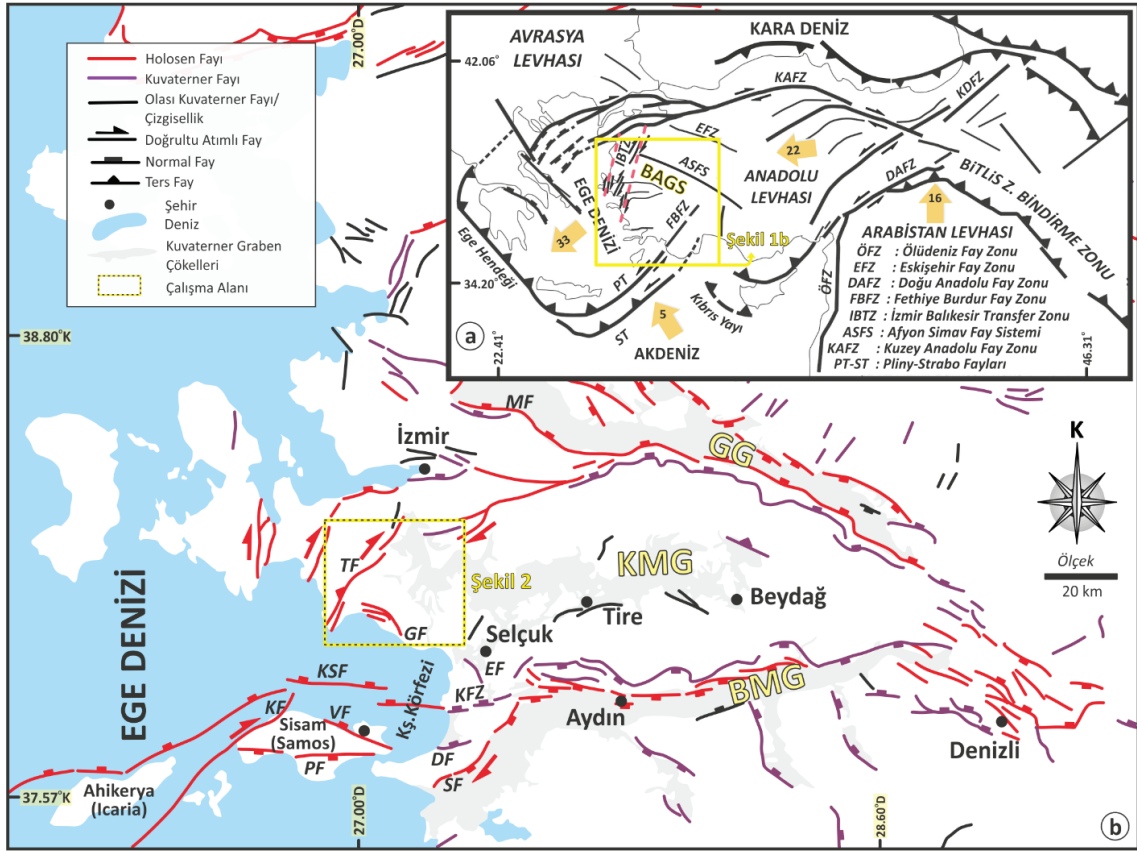 27.00°D
Holosen Fayı
Kuvaterner Fayı
Olası Kuvaterner Fayı/
Çizgisellik
Doğrultu Atımlı Fay
Normal Fay
Ters Fay
Şehir
Deniz
Kuvaterner Graben
Çökelleri
Çalışma Alanı
AVRASYA
LEVHASI
KARA DENİZ
42.06°
34.20°
22.41°
46.31°
KAFZ
KDFZ
EFZ
IBTZ
ASFS
BAGS
22
ANADOLU
LEVHASI
DAFZ
BİTLİS Z. BİNDİRME ZONU
16
EGE DENİZİ
33
FBFZ
Şekil 1b
Ege Hendeği
PT
ST
5
Kıbrıs Yayı
AKDENİZ
ÖFZ
a
ARABİSTAN LEVHASI
ÖFZ : Ölüdeniz Fay Zonu
EFZ : Eskişehir Fay Zonu
DAFZ : Doğu Anadolu Fay Zonu
FBFZ : Fethiye Burdur Fay Zonu
IBTZ : İzmir Balıkesir Transfer Zonu
ASFS : Afyon Simav Fay Sistemi
KAFZ : Kuzey Anadolu Fay Zonu
PT-ST : Pliny-Strabo Fayları
38.80°K
MF
İzmir
GG
K
Ölçek
20 km
TF
Şekil 2
KMG
Tire
Beydağ
GF
Selçuk
EF
EGE DENİZİ
KSF
KF
VF
Sisam
(Samos)
PF
Kş.Körfezi
KFZ
BMG
Aydın
Denizli
DF
SF
Ahikerya
(Icaria)
37.57°K
27.00°D
28.60°D
b